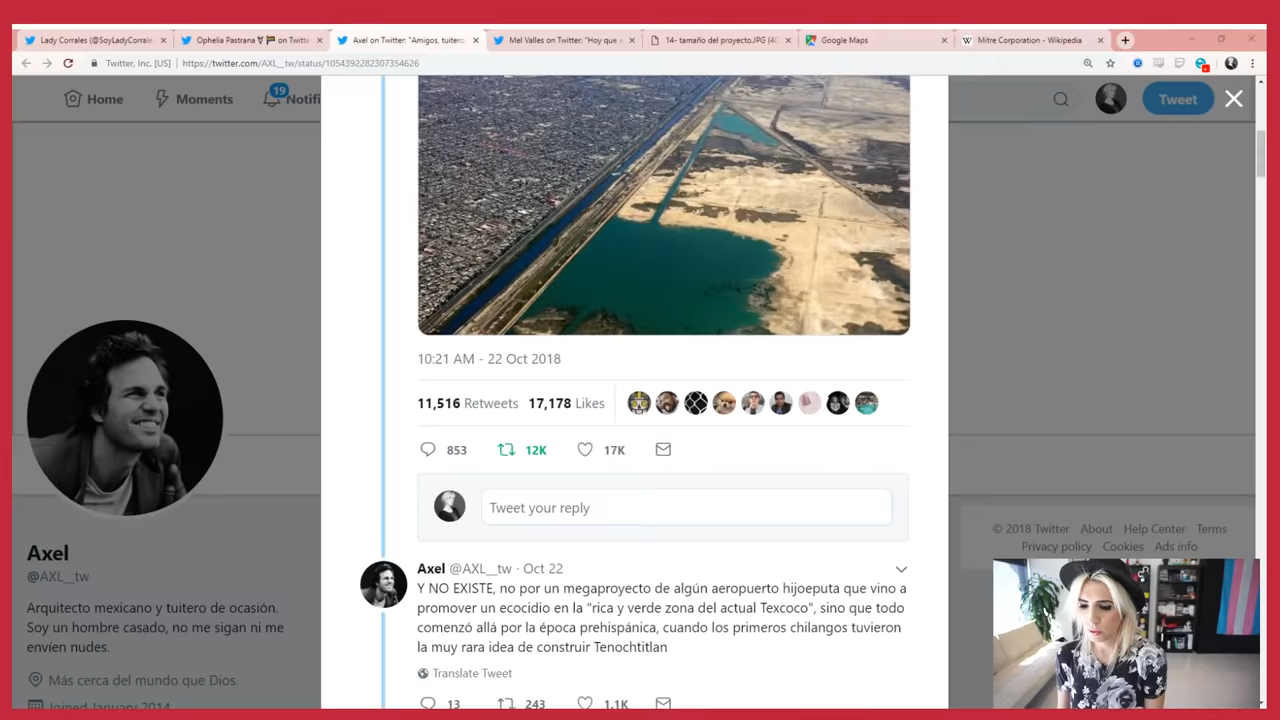 Lady Corrales (@SoyLadyCorrale
Ophelia Pastrana
on Twitte
Axel on Twitter: "Amigos, tuitero
Mel Valles on Twitter: "Hoy que a
14- tamaño del proyecto.JPG (40
Google Maps
Mitre Corporation - Wikipedia
Twitter, Inc. [US]
https://twitter.com/AXL__tw/status/1054392282307354626
Home
Moments
19
Notifi
Tweet
10:21 AM - 22 Oct 2018
11,516 Retweets 17,178 Likes
853
12K
17K
Tweet your reply
Axel @AXL__tw · Oct 22
Y NO EXISTE, no por un megaproyecto de algún aeropuerto hijoeputa que vino a
promover un ecocidio en la "rica y verde zona del actual Texcoco", sino que todo
comenzó allá por la época prehispánica, cuando los primeros chilangos tuvieron
la muy rara idea de construir Tenochtitlan
Translate Tweet
13
243
1.1K
Axel
@AXL__tw
Arquitecto mexicano y tuitero de ocasión.
Soy un hombre casado, no me sigan ni me
envíen nudes.
Más cerca del mundo que Dios.
Joined January 2014
© 2018 Twitter About Help Center Terms
Privacy policy Cookies Ads info